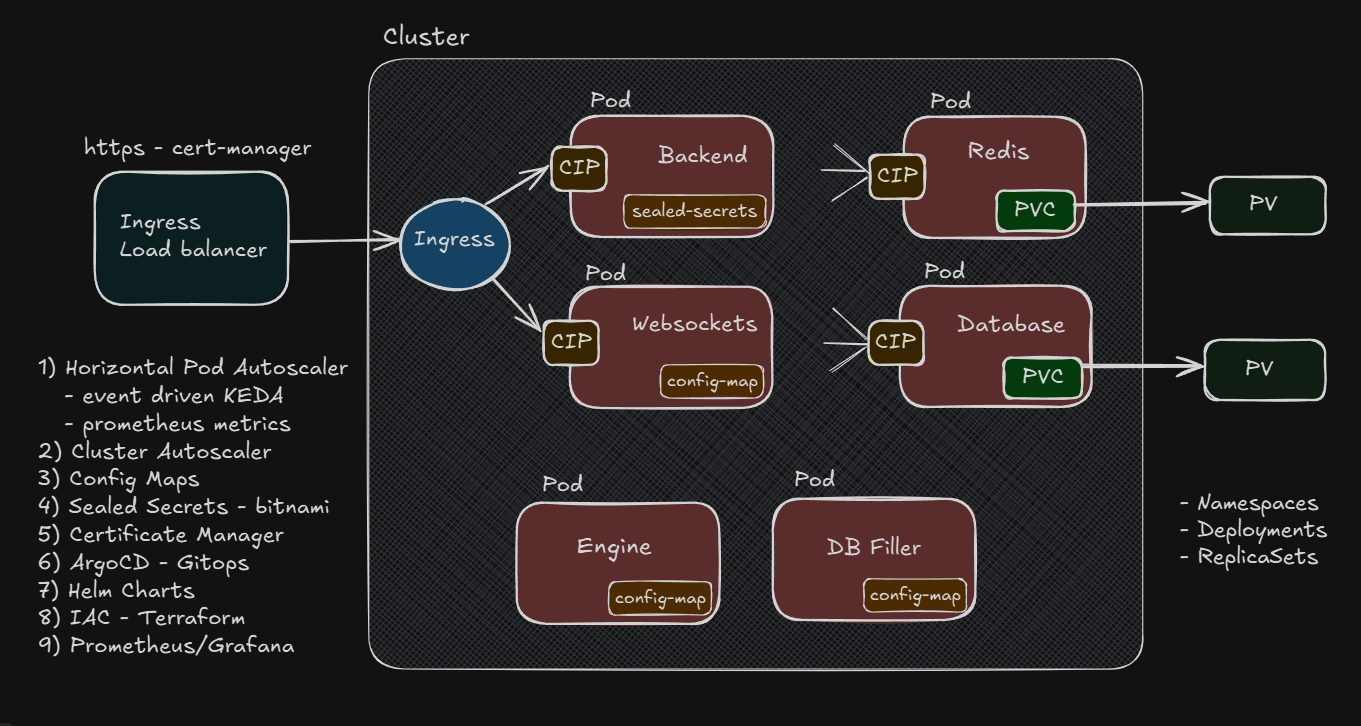 Cluster
https - cert-manager
Ingress
Load balancer
Ingress
Pod
CIP
Backend
sealed-secrets
Pod
CIP
Redis
PVC
PV
Pod
CIP
Websockets
config-map
Pod
CIP
Database
PVC
PV
Pod
Engine
config-map
Pod
DB Filler
config-map
1) Horizontal Pod Autoscaler
- event driven KEDA
- prometheus metrics
2) Cluster Autoscaler
3) Config Maps
4) Sealed Secrets - bitnami
5) Certificate Manager
6) ArgoCD - Gitops
7) Helm Charts
8) IAC - Terraform
9) Prometheus/Grafana
- Namespaces
- Deployments
- ReplicaSets